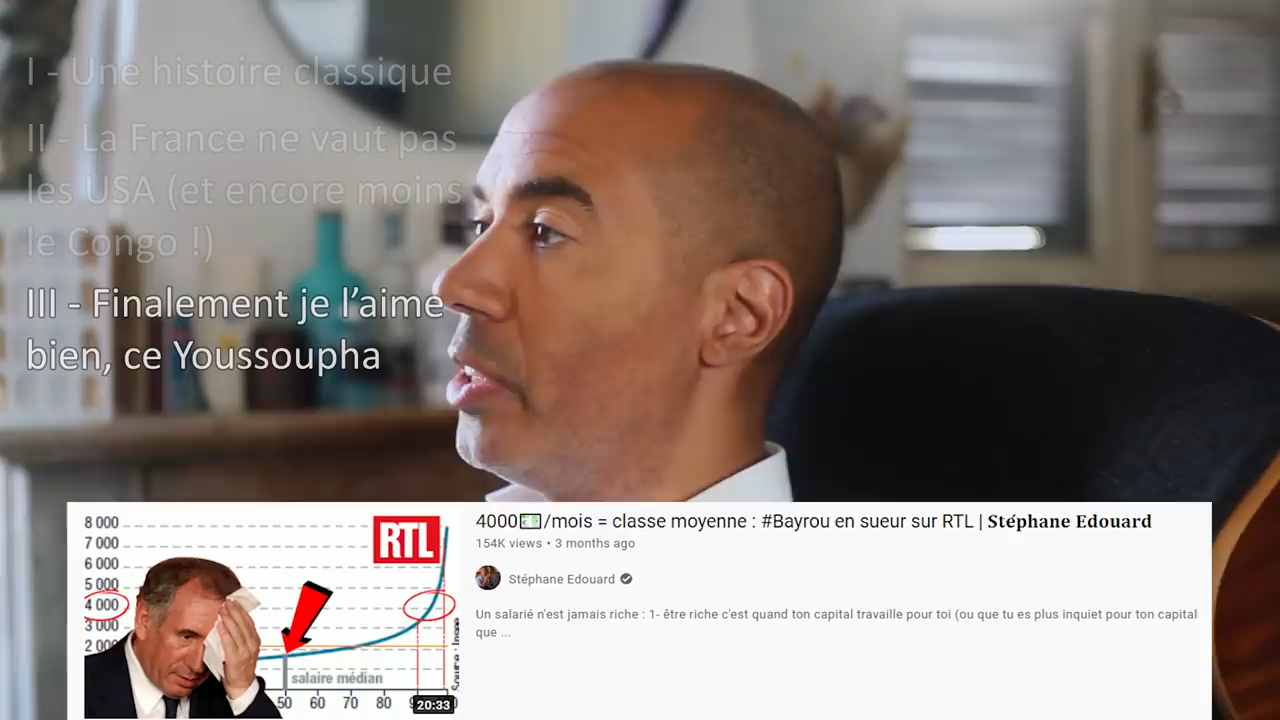 I - Une histoire classique
II - La France ne vaut pas
les USA (et encore moins
le Congo !)
III - Finalement je l'aime
bien, ce Youssoupha
8 000
7 000
6 000
5 000
4 000
3 000
2 000
RTL
salaire médian
50 60 70 80
20:33
4000💵/mois = classe moyenne : #Bayrou en sueur sur RTL | Stéphane Edouard
154K views • 3 months ago
Stéphane Edouard
Un salarié n'est jamais riche : 1- être riche c'est quand ton capital travaille pour toi (ou que tu es plus inquiet pour ton capital
que ...